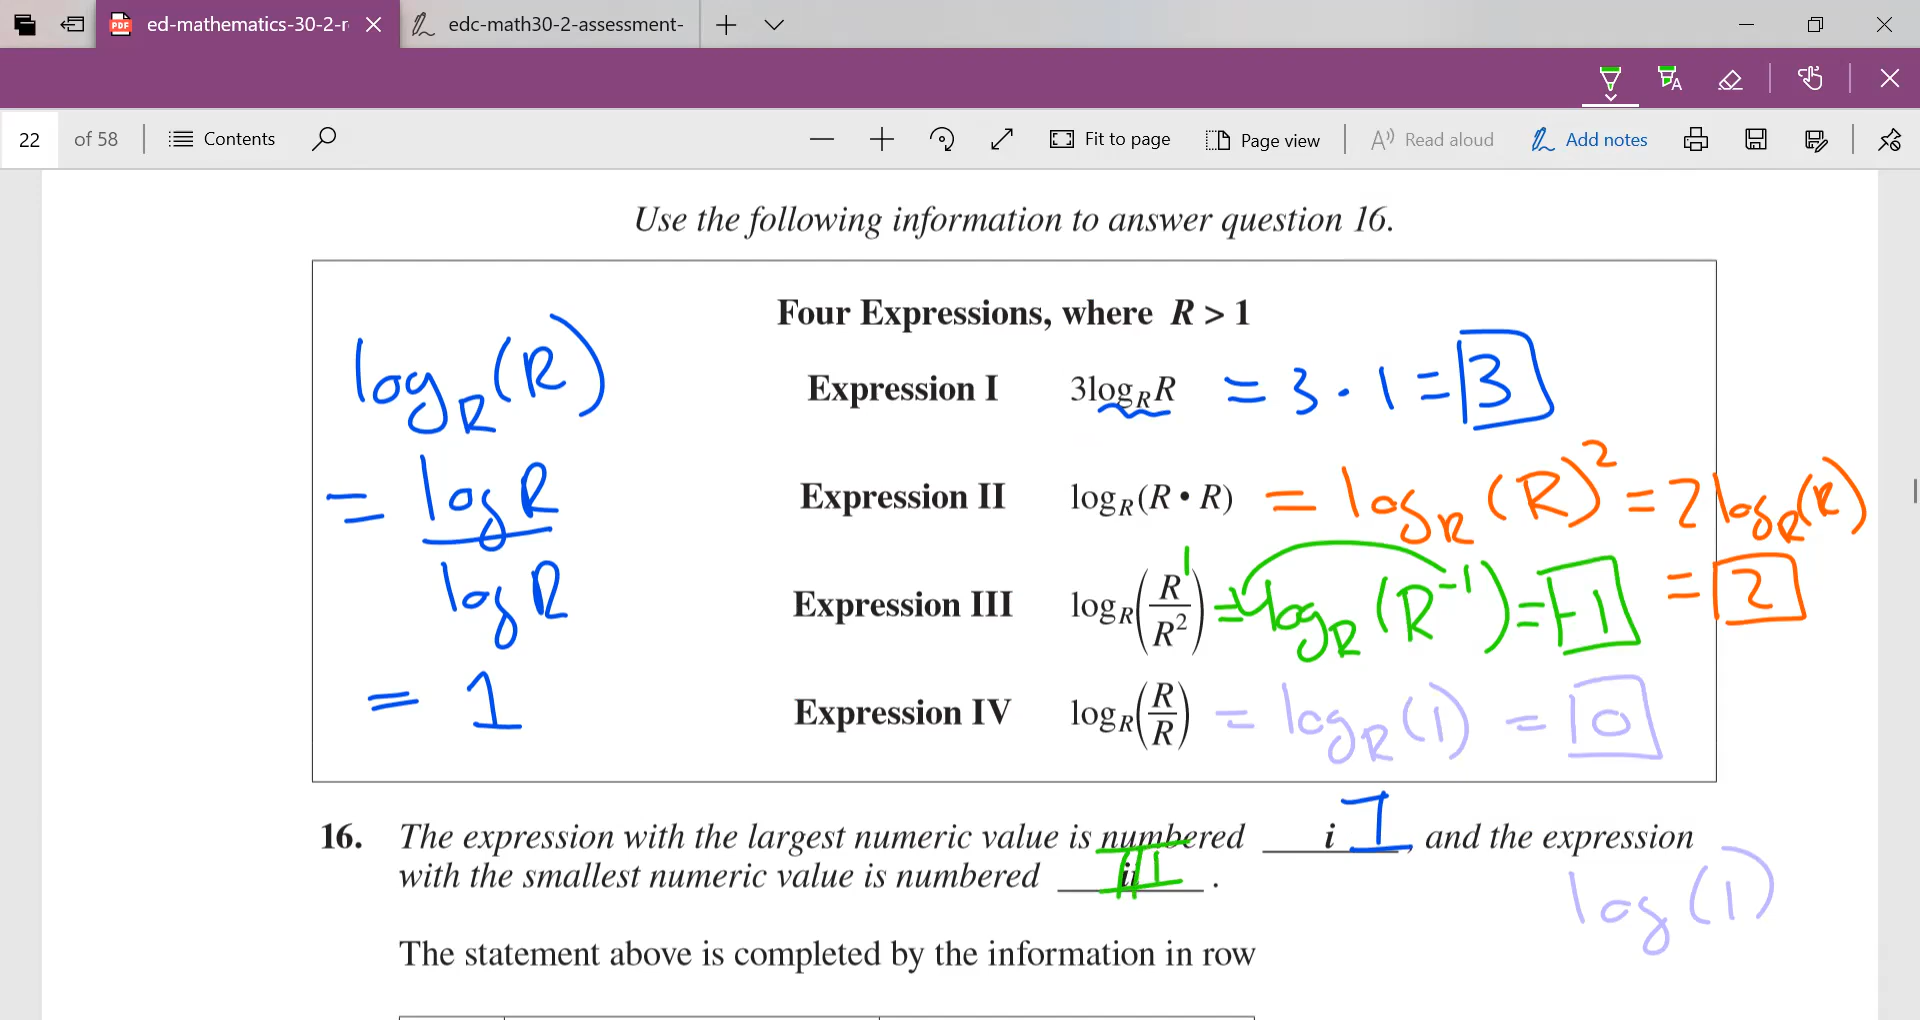 ed-mathematics-30-2-r edc-math30-2-assessment-
22 of 58 Contents Fit to page Page view Read aloud Add notes
Use the following information to answer question 16.
Four Expressions, where R > 1
Expression I 3log_R R = 3 · 1 = 3
Expression II log_R(R • R) = log_R (R)² = 2 log_R(R)
= 2
Expression III log_R(R¹/R²) = log_R (R⁻¹) = -1
Expression IV log_R(R/R) = log_R (1) = 0
log_R (R)
= log R
log R
= 1
16. The expression with the largest numeric value is numbered i I, and the expression
with the smallest numeric value is numbered ii III.
log (1)
The statement above is completed by the information in row